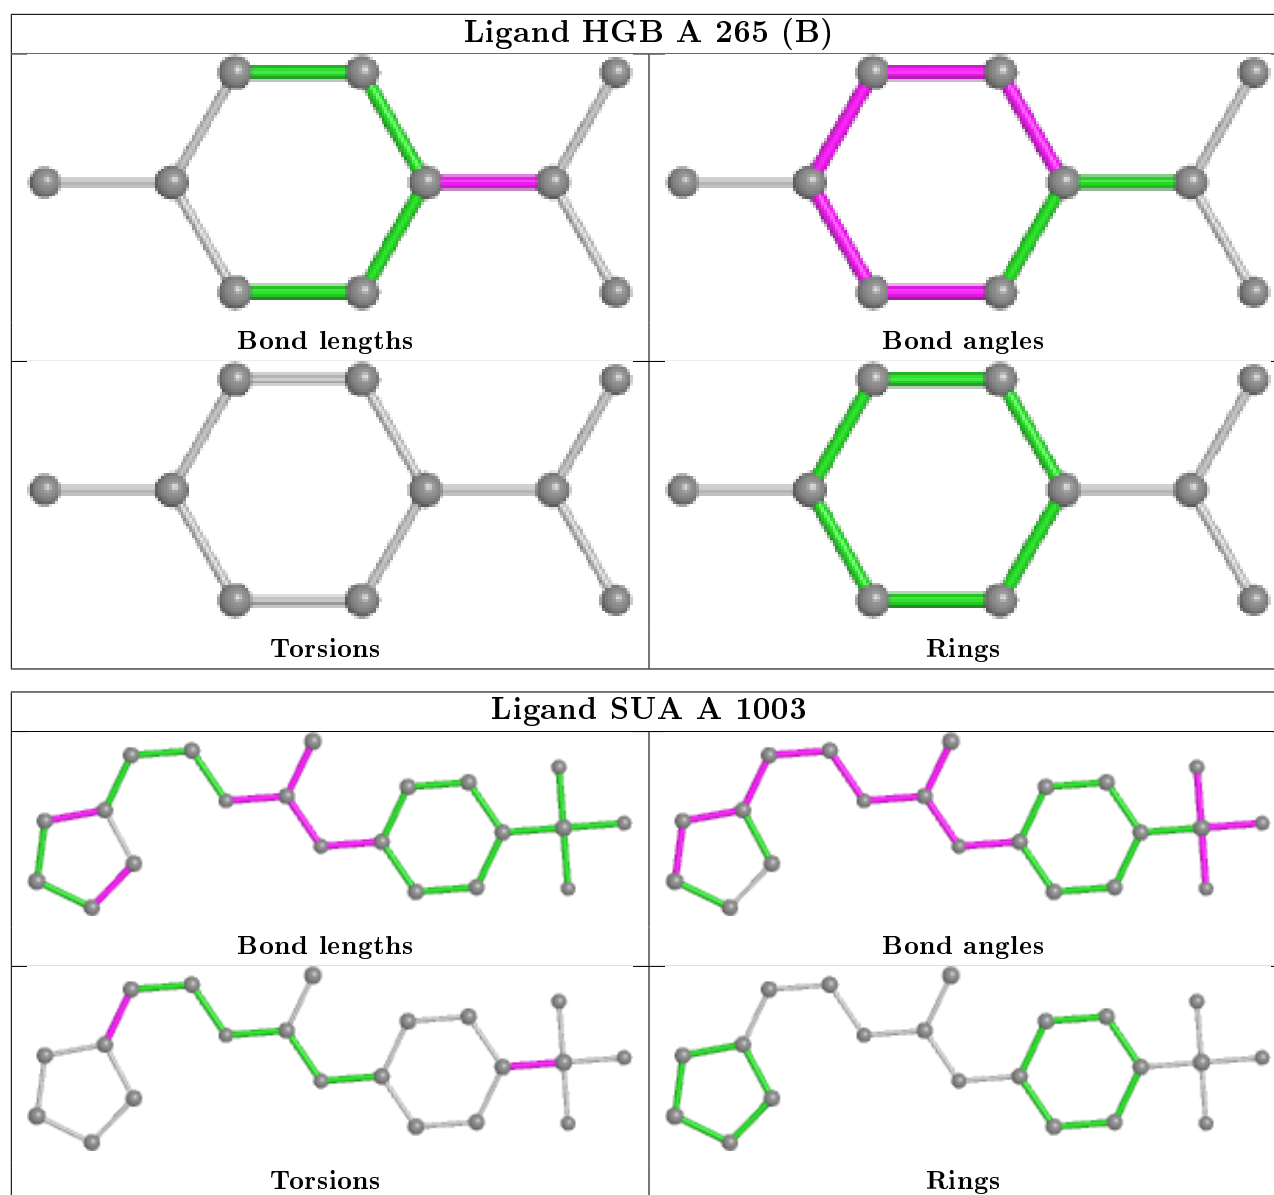 Ligand HGB A 265 (B)
Bond lengths
Bond angles
Torsions
Rings
Ligand SUA A 1003
Bond lengths
Bond angles
Torsions
Rings